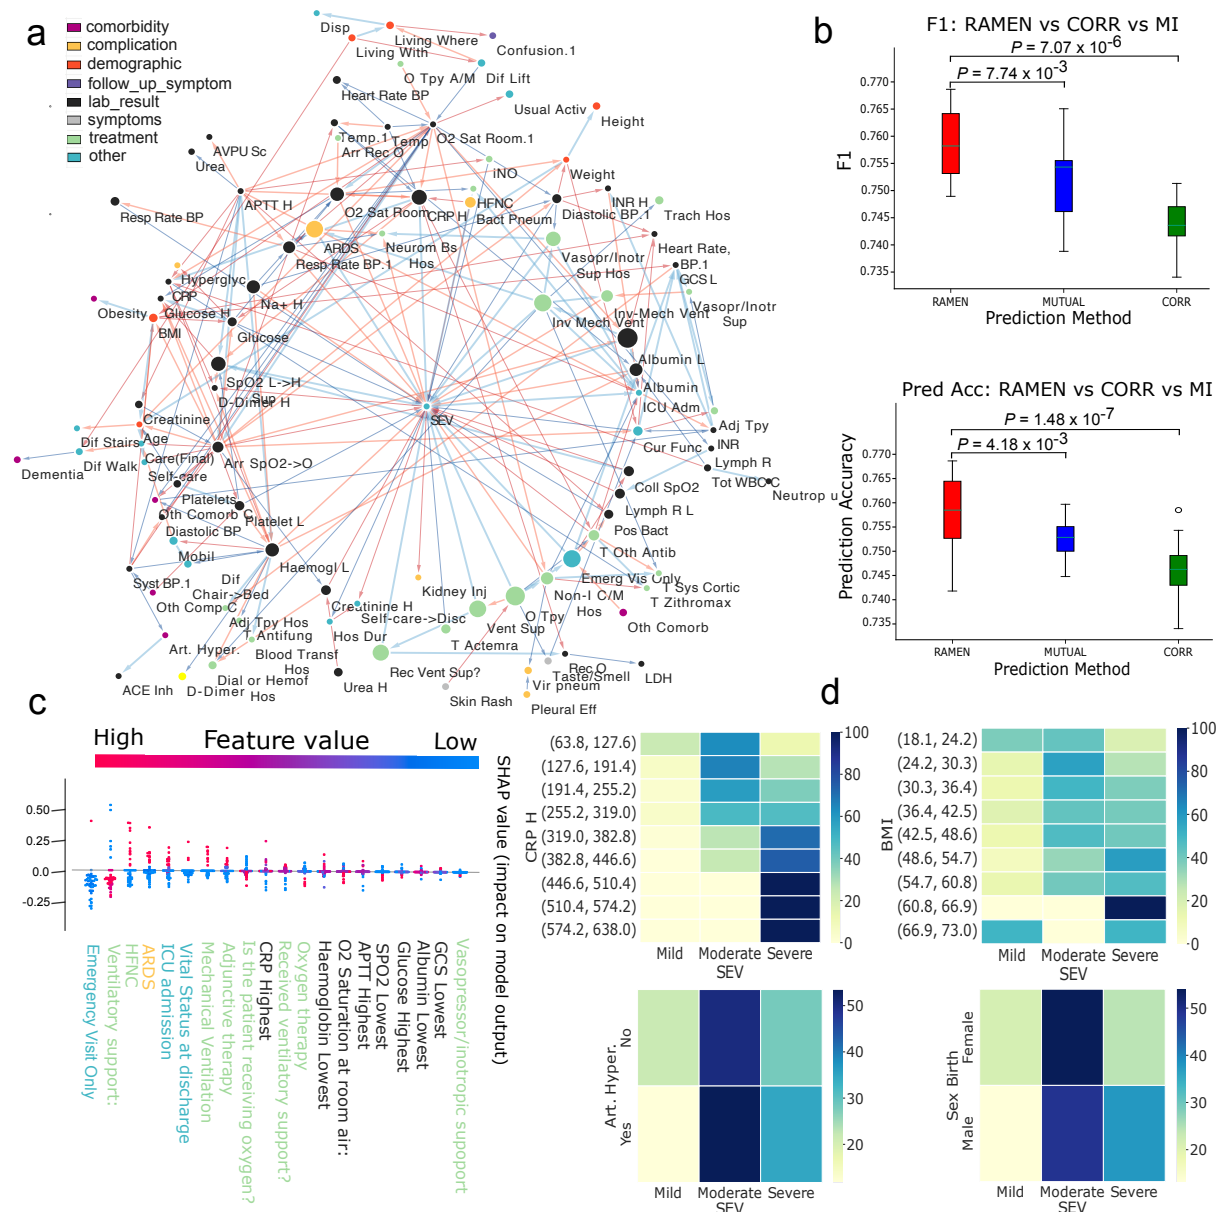 a
comorbidity
complication
demographic
follow_up_symptom
lab_result
symptoms
treatment
other
Disp
Living Where
Living With
Confusion.1
O Tpy A/M
Dif Lift
Heart Rate BP
Usual Activ
Height
Temp.1
Temp
O2 Sat Room.1
Arr Rec O
AVPU Sc
Urea
iNO
Weight
APTT H
Resp Rate BP
O2 Sat Room
CRP H
HFNC
Bact Pneum
Diastolic BP.1
INR H
Trach Hos
ARDS
Resp Rate BP.1
Neurom Bs
Hos
Vasopr/Inotr
Sup Hos
Heart Rate,
BP.1
GCS L
Hyperglyc
CRP
Na+ H
Obesity
Glucose H
BMI
Glucose
Inv Mech Vent
Inv-Mech Vent
Vasopr/Inotr
Sup
SpO2 L->H
Sup
D-Dimer H
Albumin L
Albumin
ICU Adm
SEV
Creatinine
Dif Stairs
Age
Care(Final)
Dif Walk
Self-care
Dementia
Arr SpO2->O
Adj Tpy
INR
Cur Func
Lymph R
Tot WBC C
Neutrop u
Coll SpO2
Lymph R L
Pos Bact
Platelets
Oth Comorb C
Platelet L
Diastolic BP
Mobil
Haemogl L
T Oth Antib
Emerg Vis Only
T Sys Cortic
Non-I C/M
Hos
T Zithromax
Syst BP.1
Dif
Chair->Bed
Oth Comp C
Adj Tpy Hos
T Antifung
Creatinine H
Kidney Inj
Self-care->Disc
Hos Dur
O Tpy
Vent Sup
T Actemra
Oth Comorb
Art. Hyper.
Blood Transf
Hos
ACE Inh
D-Dimer
Dial or Hemof
Hos
Urea H
Rec Vent Sup?
Rec O
Taste/Smell
LDH
Skin Rash
Vir pneum
Pleural Eff
b
F1: RAMEN vs CORR vs MI
P = 7.07 x 10-6
P = 7.74 x 10-3
0.770
0.765
0.760
0.755
0.750
0.745
0.740
0.735
F1
RAMEN
MUTUAL
CORR
Prediction Method
Pred Acc: RAMEN vs CORR vs MI
P = 1.48 x 10-7
P = 4.18 x 10-3
0.770
0.765
0.760
0.755
0.750
0.745
0.740
0.735
Prediction Accuracy
RAMEN
MUTUAL
CORR
Prediction Method
c
High
Feature value
Low
0.50
0.25
0.0
-0.25
SHAP value (impact on model output)
Emergency Visit Only
Ventilatory support:
HFNC
ARDS
ICU admission
Vital Status at discharge
Mechanical Ventilation
Adjunctive therapy
Is the patient receiving oxygen?
CRP Highest
Received ventilatory support?
Oxygen therapy
Haemoglobin Lowest
O2 Saturation at room air:
APTT Highest
SPO2 Lowest
Glucose Highest
Albumin Lowest
GCS Lowest
Vasopressor/inotropic supoport
d
(63.8, 127.6)
(127.6, 191.4)
(191.4, 255.2)
(255.2, 319.0)
(319.0, 382.8)
(382.8, 446.6)
(446.6, 510.4)
(510.4, 574.2)
(574.2, 638.0)
CRP H
Mild
Moderate
Severe
SEV
100
80
60
40
20
0
(18.1, 24.2)
(24.2, 30.3)
(30.3, 36.4)
(36.4, 42.5)
(42.5, 48.6)
(48.6, 54.7)
(54.7, 60.8)
(60.8, 66.9)
(66.9, 73.0)
BMI
Mild
Moderate
Severe
SEV
100
80
60
40
20
0
Art. Hyper.
No
Yes
Mild
Moderate
Severe
SEV
50
40
30
20
Sex Birth
Female
Male
Mild
Moderate
Severe
SEV
50
40
30
20